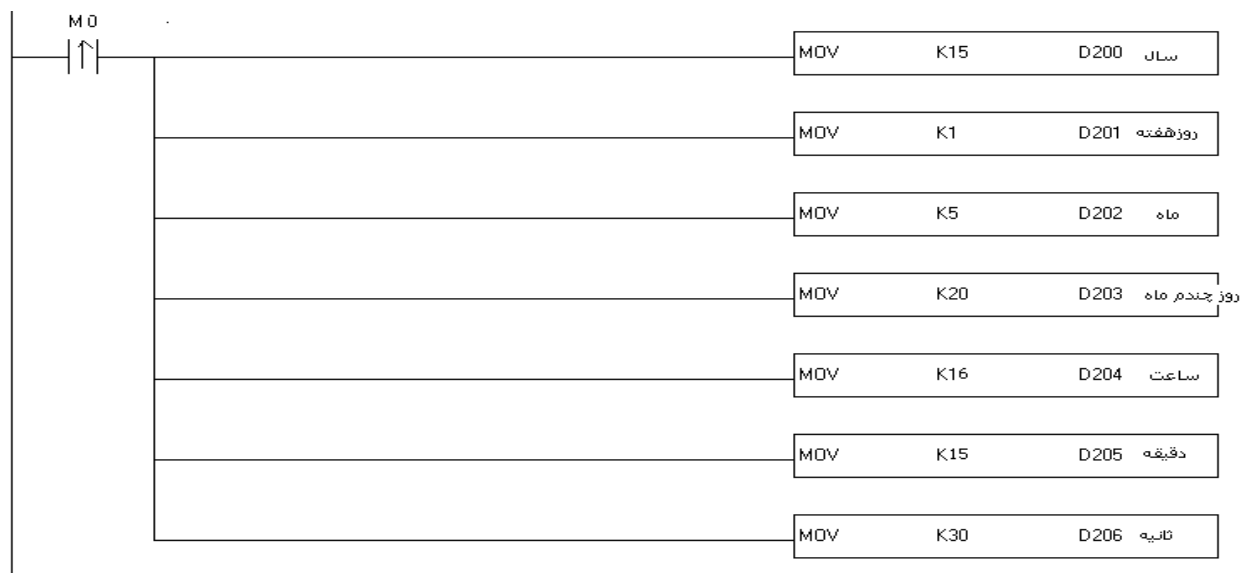 M0
MOV K15 D200 سال
MOV K1 D201 روزهفته
MOV K5 D202 ماه
MOV K20 D203 روز چندم ماه
MOV K16 D204 ساعت
MOV K15 D205 دقیقه
MOV K30 D206 ثانیه